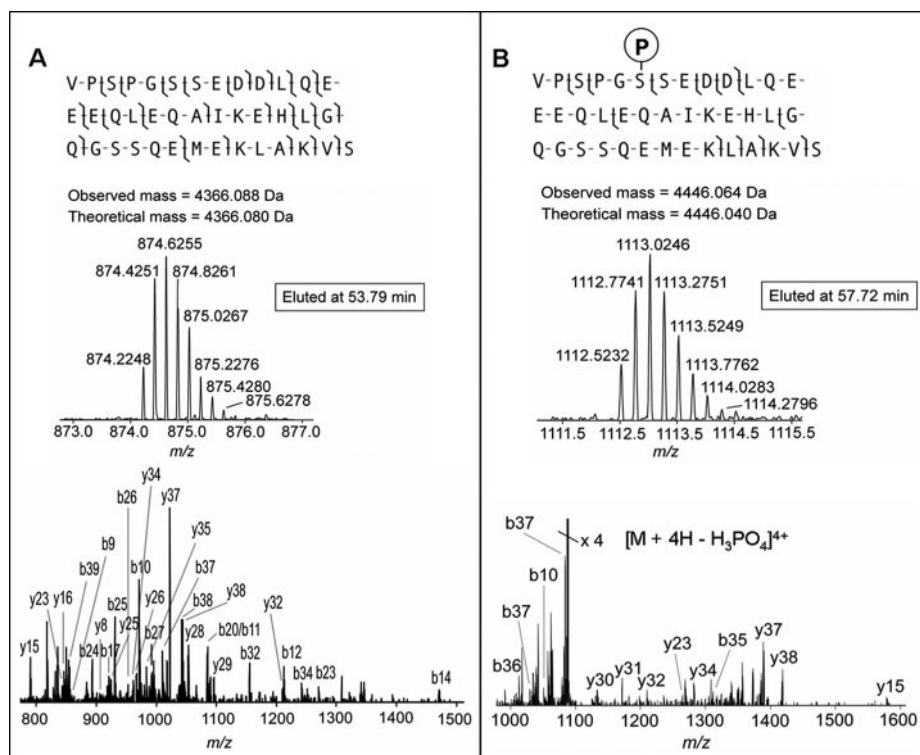 A
V-P-S-P-G-S-S-E-D-D-L-Q-E-
E-E-Q-L-E-Q-A-I-K-E-H-L-G-
Q-G-S-S-Q-E-M-E-K-L-A-K-V-S
Observed mass = 4366.088 Da
Theoretical mass = 4366.080 Da
874.6255
874.4251
874.8261
Eluted at 53.79 min
875.0267
874.2248
875.2276
875.4280
875.6278
873.0 874.0 875.0 876.0 877.0
m/z
y34
b26
y37
b9
y35
b39
b10
b37
y23 y16
b25 y26
b38 y38
y8
y32
y15
b24 b17 y25
b27
y28
b20/b11
y29
b32
b12
b34 b23
b14
800 900 1000 1100 1200 1300 1400 1500
m/z
B
P
V-P-S-P-G-S-S-E-D-D-L-Q-E-
E-E-Q-L-E-Q-A-I-K-E-H-L-G-
Q-G-S-S-Q-E-M-E-K-L-A-K-V-S
Observed mass = 4446.064 Da
Theoretical mass = 4446.040 Da
1113.0246
1112.7741
1113.2751
Eluted at 57.72 min
1113.5249
1112.5232
1113.7762
1114.0283
1114.2796
1111.5 1112.5 1113.5 1114.5 1115.5
m/z
b37
x 4 [M + 4H - H₃PO₄]⁴⁺
b10
b37
b36
y30
y31
y32
y23
y34
b35
y37
y38
y15
1000 1100 1200 1300 1400 1500 1600
m/z